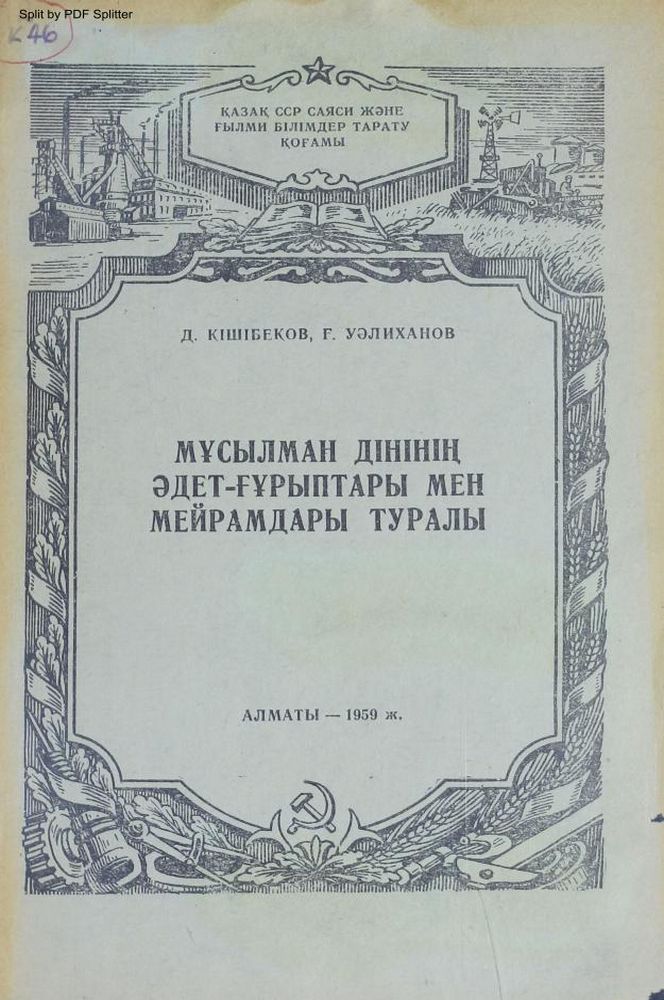 Split by PDF Splitter
К 46
ҚАЗАҚ ССР САЯСИ ЖӘНЕ
ҒЫЛМИ БІЛІМДЕР ТАРАТУ
ҚОҒАМЫ
Д. КІШІБЕКОВ, Ғ. УӘЛИХАНОВ
МҰСЫЛМАН ДІНІНІҢ
ӘДЕТ-ҒҰРЫПТАРЫ МЕН
МЕЙРАМДАРЫ ТУРАЛЫ
АЛМАТЫ — 1959 ж.